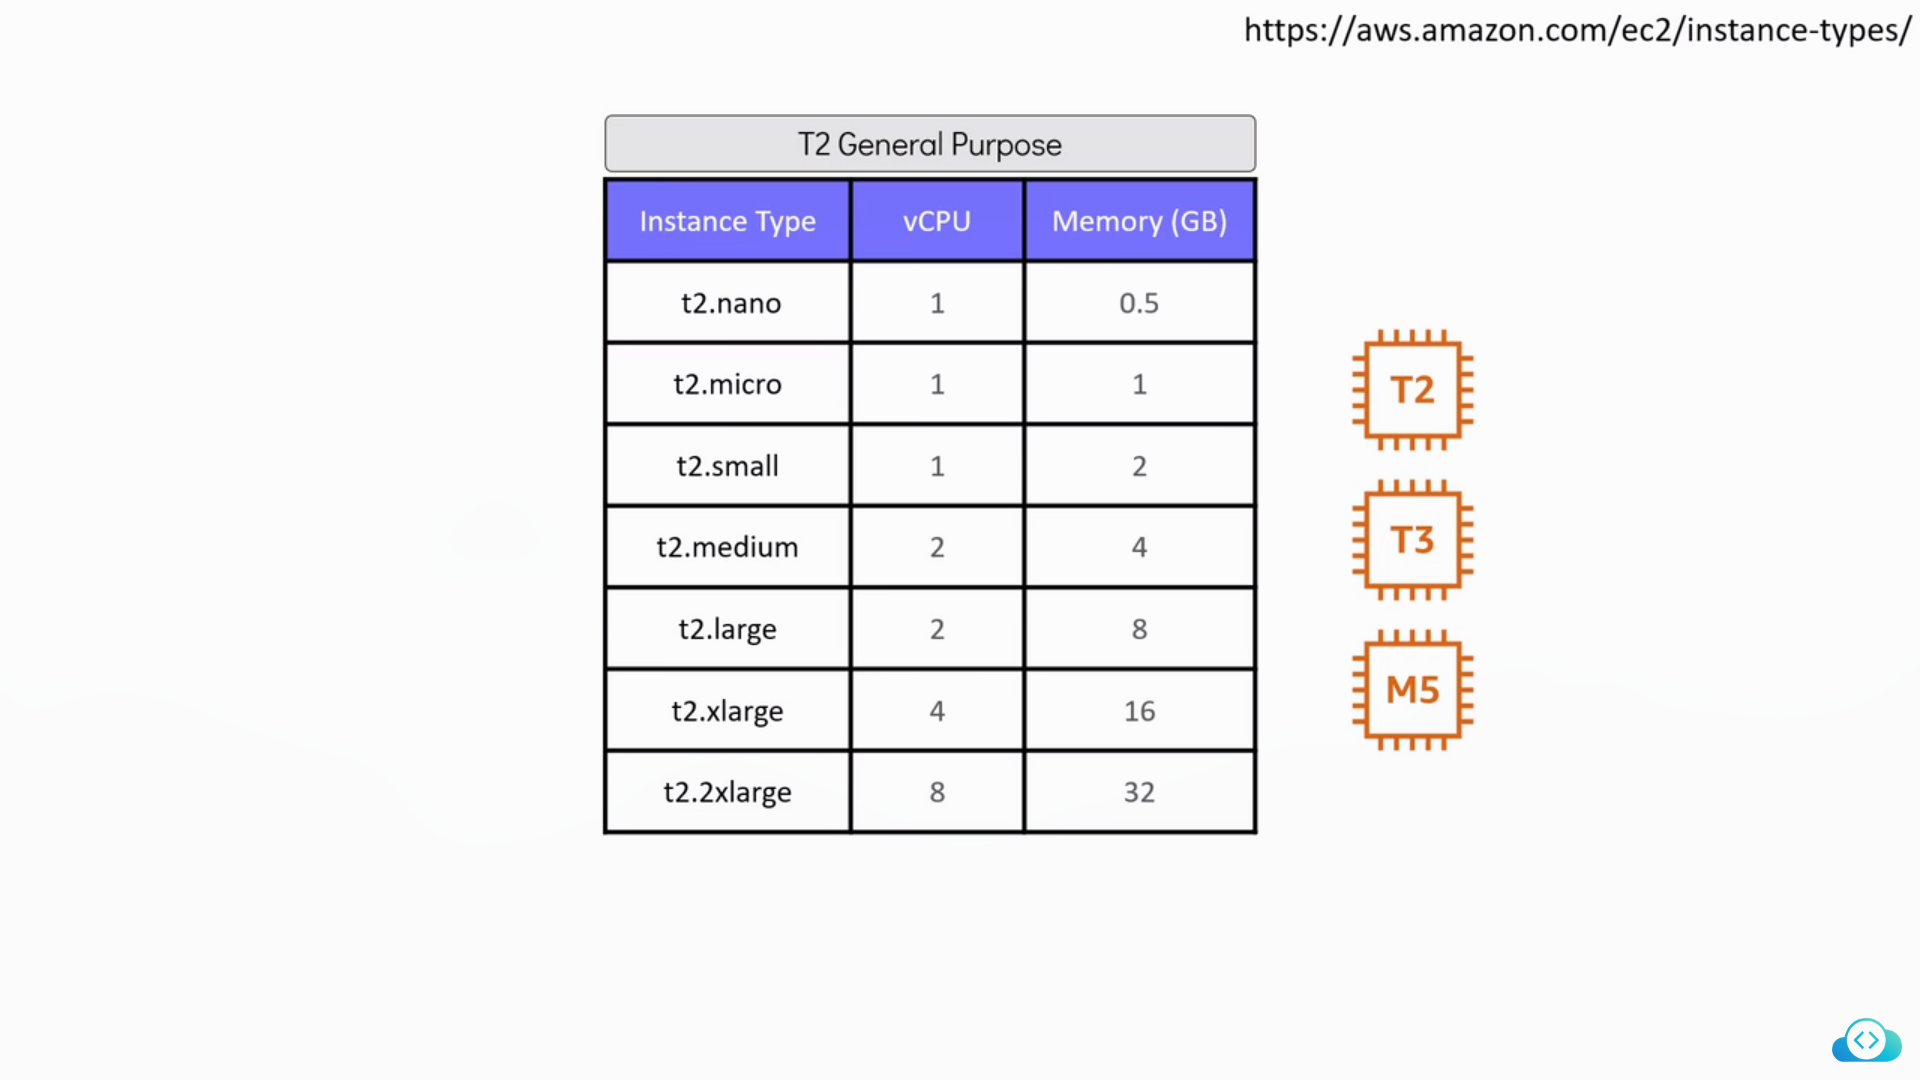 https://aws.amazon.com/ec2/instance-types/
T2 General Purpose
Instance Type vCPU Memory (GB)
t2.nano 1 0.5
t2.micro 1 1
t2.small 1 2
t2.medium 2 4
t2.large 2 8
t2.xlarge 4 16
t2.2xlarge 8 32
T2
T3
M5